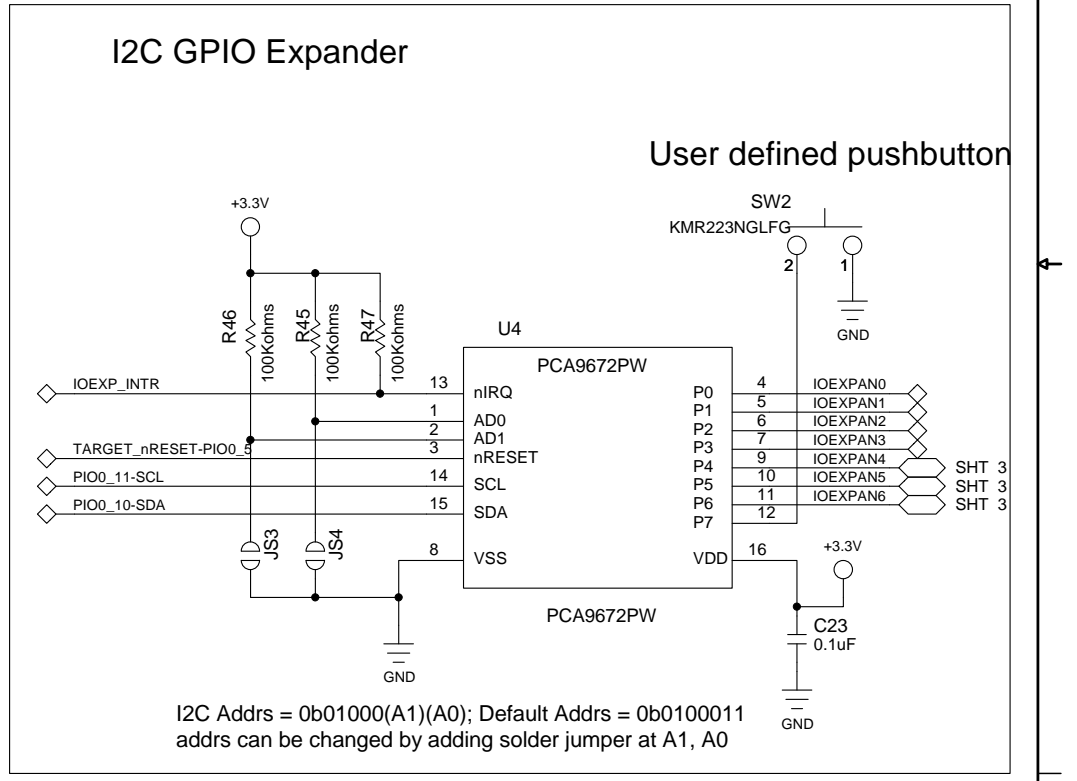 I2C GPIO Expander
User defined pushbutton
SW2
KMR223NGLFG
2
1
GND
+3.3V
R46
100Kohms
R45
100Kohms
R47
100Kohms
U4
PCA9672PW
IOEXP_INTR
13
nIRQ
1
AD0
2
AD1
TARGET_nRESET-PIO0_5
3
nRESET
PIO0_11-SCL
14
SCL
PIO0_10-SDA
15
SDA
8
VSS
P0
4
IOEXPAN0
P1
5
IOEXPAN1
P2
6
IOEXPAN2
P3
7
IOEXPAN3
P4
9
IOEXPAN4
SHT 3
P5
10
IOEXPAN5
SHT 3
P6
11
IOEXPAN6
SHT 3
P7
12
VDD
16
+3.3V
JS3
JS4
PCA9672PW
C23
0.1uF
GND
GND
I2C Addrs = 0b01000(A1)(A0); Default Addrs = 0b0100011
addrs can be changed by adding solder jumper at A1, A0